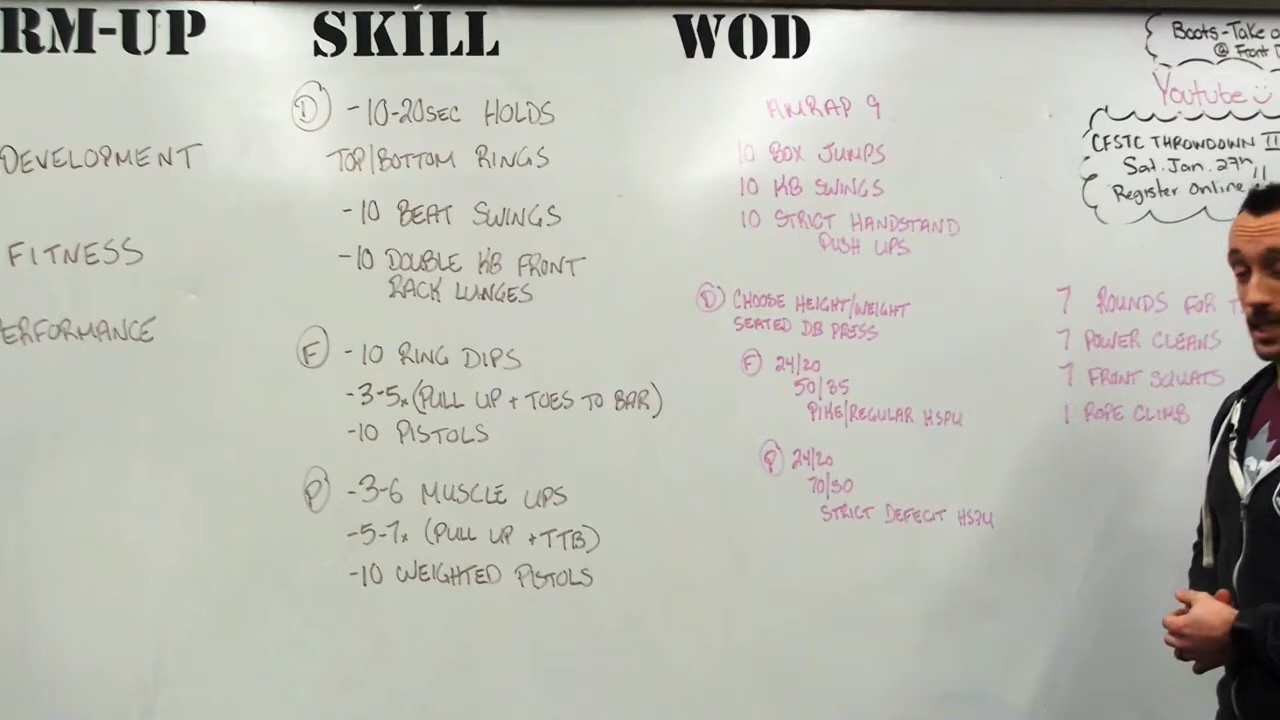 RM-UP
DEVELOPMENT
FITNESS
ERFORMANCE
SKILL
D -10-20SEC HOLDS
TOP/BOTTOM RINGS
-10 BEAT SWINGS
-10 DOUBLE KB FRONT
RACK LUNGES
F -10 RING DIPS
-3-5x (PULL UP + TOES TO BAR)
-10 PISTOLS
P -3-6 MUSCLE UPS
-5-7x (PULL UP + TTB)
-10 WEIGHTED PISTOLS
WOD
AMRAP 9
10 BOX JUMPS
10 KB SWINGS
10 STRICT HANDSTAND
PUSH UPS
D CHOOSE HEIGHT/WEIGHT
SEATED DB PRESS
F 24/20
50/35
PIKE/REGULAR HSPU
P 24/20
70/50
STRICT DEFECIT HSPU
7 ROUNDS FOR T
7 POWER CLEANS
7 FRONT SQUATS
1 ROPE CLIMB
Boots-Take o
@ Front
Youtube
CFSTC THROWDOWN II
Sat. Jan. 27th
Register Online